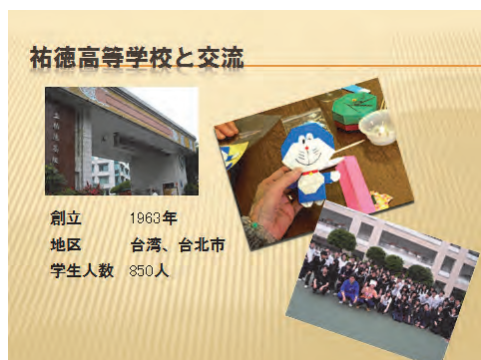 祐徳高等学校と交流
創立 1963年
地区 台湾、台北市
学生人数 850人